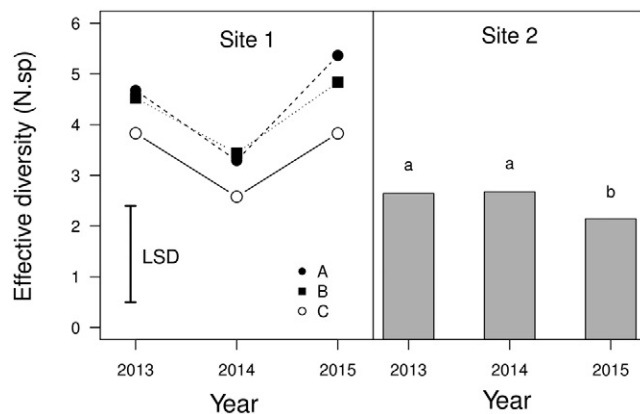 Effective diversity (N.sp)
6
5
4
3
2
1
0
Site 1
LSD
A
B
C
2013
2014
2015
Year
Site 2
a
a
b
2013
2014
2015
Year